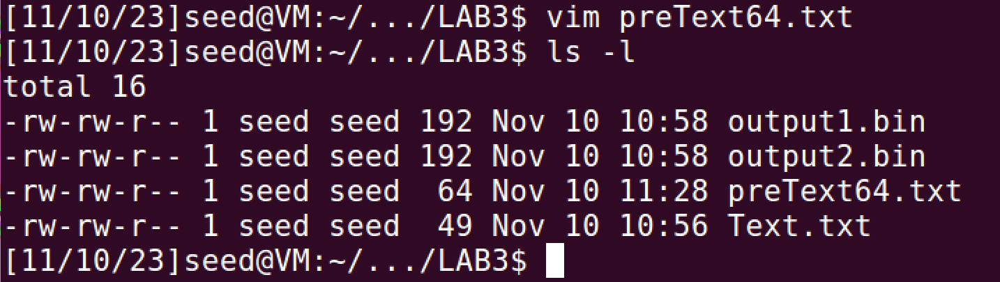 [11/10/23]seed@VM:~/.../LAB3$ vim preText64.txt
[11/10/23]seed@VM:~/.../LAB3$ ls -l
total 16
-rw-rw-r-- 1 seed seed 192 Nov 10 10:58 output1.bin
-rw-rw-r-- 1 seed seed 192 Nov 10 10:58 output2.bin
-rw-rw-r-- 1 seed seed  64 Nov 10 11:28 preText64.txt
-rw-rw-r-- 1 seed seed  49 Nov 10 10:56 Text.txt
[11/10/23]seed@VM:~/.../LAB3$